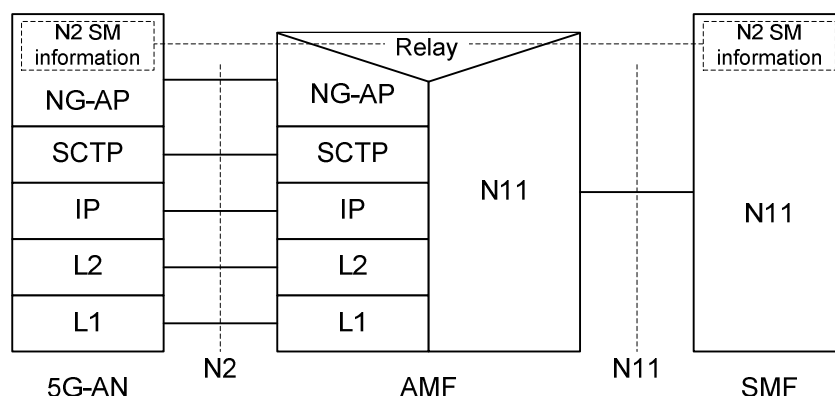 N2 SM
information
Relay
N2 SM
information
NG-AP
NG-AP
SCTP
SCTP
N11
N11
IP
IP
L2
L2
L1
L1
N2
N11
5G-AN
AMF
SMF